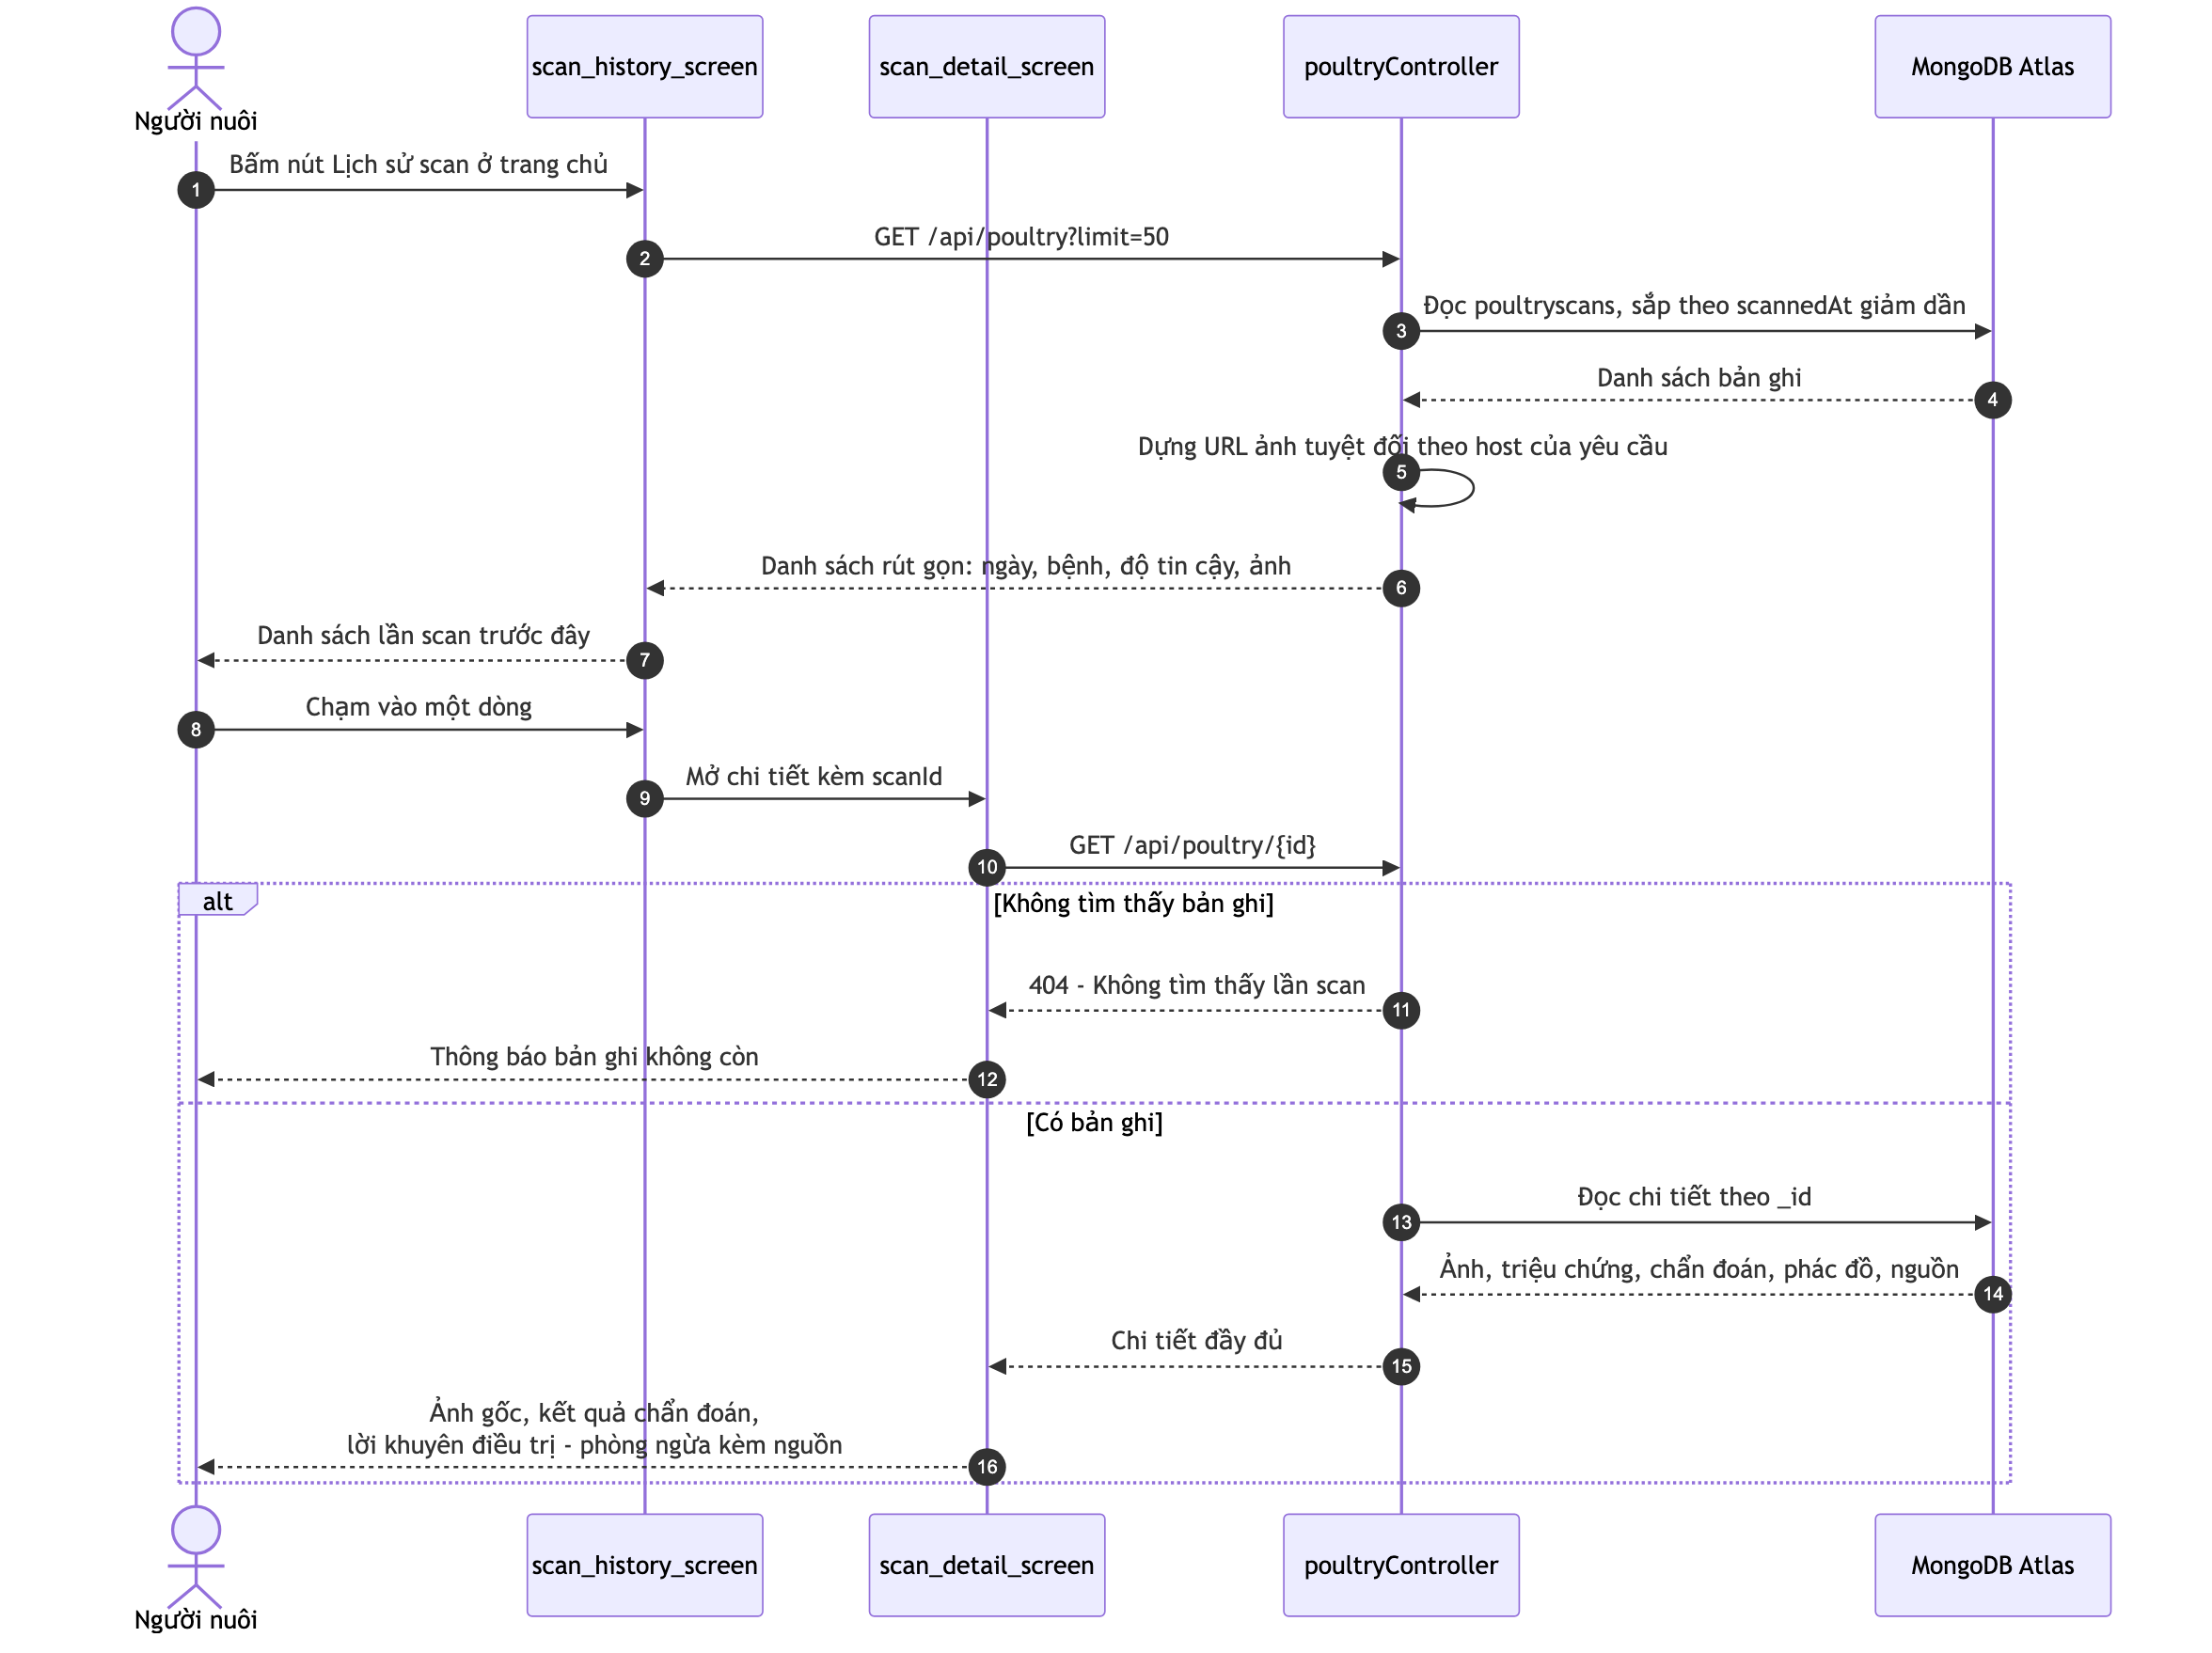 Người nuôi
scan_history_screen
scan_detail_screen
poultryController
MongoDB Atlas
Bấm nút Lịch sử scan ở trang chủ
1
GET /api/poultry?limit=50
2
Đọc poultryscans, sắp theo scannedAt giảm dần
3
Danh sách bản ghi
4
Dựng URL ảnh tuyệt đối theo host của yêu cầu
5
Danh sách rút gọn: ngày, bệnh, độ tin cậy, ảnh
6
Danh sách lần scan trước đây
7
Chạm vào một dòng
8
Mở chi tiết kèm scanId
9
GET /api/poultry/{id}
10
alt
[Không tìm thấy bản ghi]
404 - Không tìm thấy lần scan
11
Thông báo bản ghi không còn
12
[Có bản ghi]
Đọc chi tiết theo _id
13
Ảnh, triệu chứng, chẩn đoán, phác đồ, nguồn
14
Chi tiết đầy đủ
15
Ảnh gốc, kết quả chẩn đoán,
lời khuyên điều trị - phòng ngừa kèm nguồn
16
Người nuôi
scan_history_screen
scan_detail_screen
poultryController
MongoDB Atlas